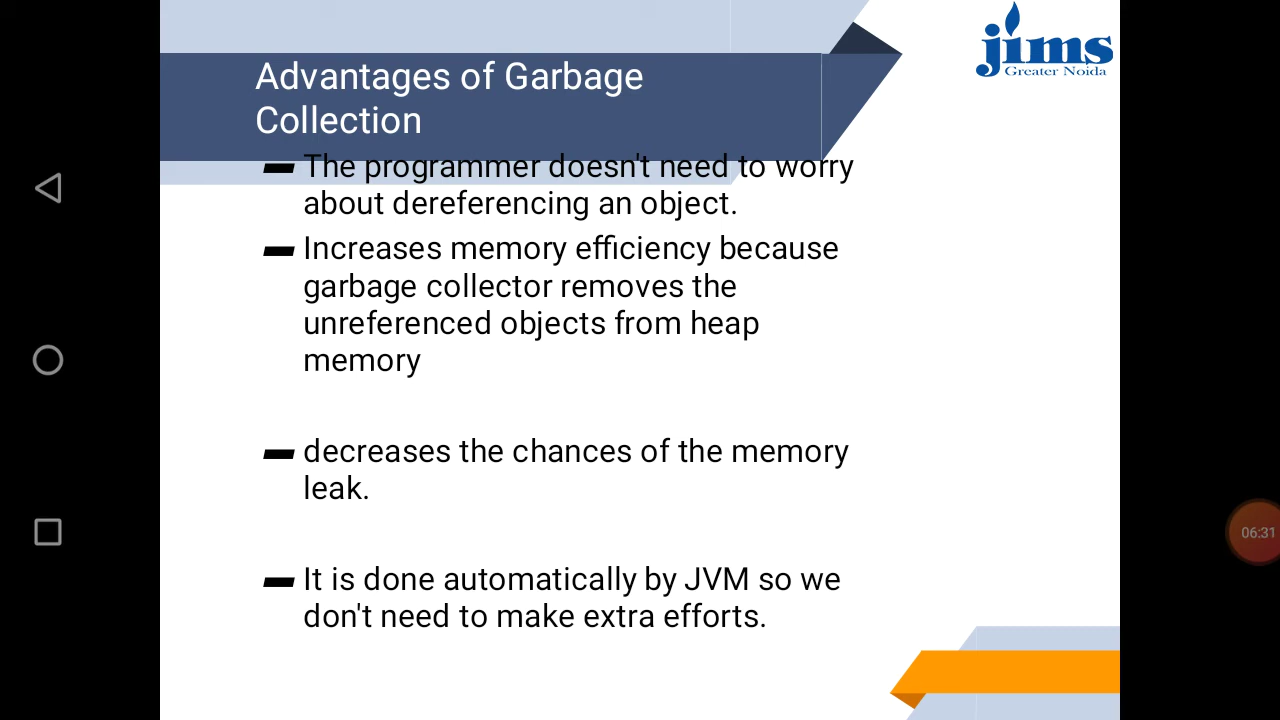 jims
Greater Noida
Advantages of Garbage
Collection
The programmer doesn't need to worry
about dereferencing an object.
Increases memory efficiency because
garbage collector removes the
unreferenced objects from heap
memory
decreases the chances of the memory
leak.
It is done automatically by JVM so we
don't need to make extra efforts.
06:31